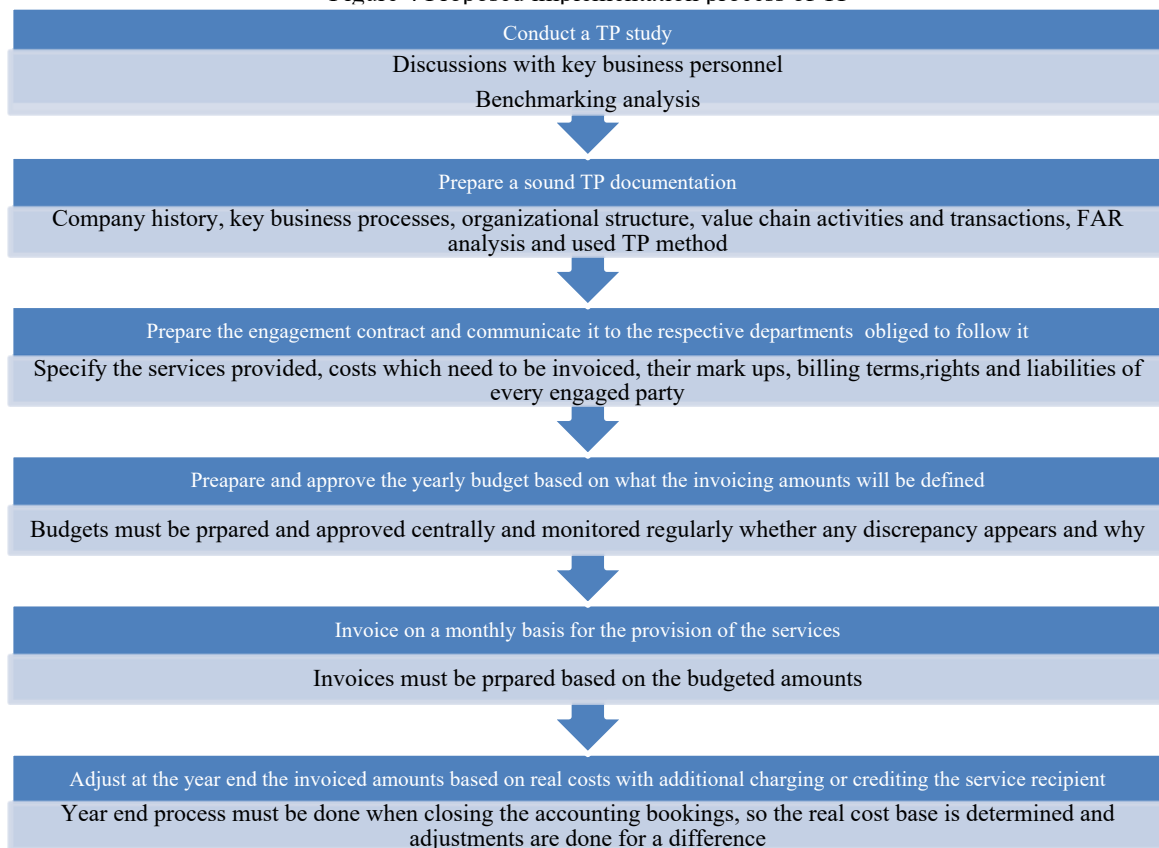 Conduct a TP study
Discussions with key business personnel
Benchmarking analysis
Prepare a sound TP documentation
Company history, key business processes, organizational structure, value chain activities and transactions, FAR
analysis and used TP method
Prepare the engagement contract and communicate it to the respective departments obliged to follow it
Specify the services provided, costs which need to be invoiced, their mark ups, billing terms,rights and liabilities of
every engaged party
Preapare and approve the yearly budget based on what the invoicing amounts will be defined
Budgets must be prpared and approved centrally and monitored regularly whether any discrepancy appears and why
Invoice on a monthly basis for the provision of the services
Invoices must be prpared based on the budgeted amounts
Adjust at the year end the invoiced amounts based on real costs with additional charging or crediting the service recipient
Year end process must be done when closing the accounting bookings, so the real cost base is determined and
adjustments are done for a difference